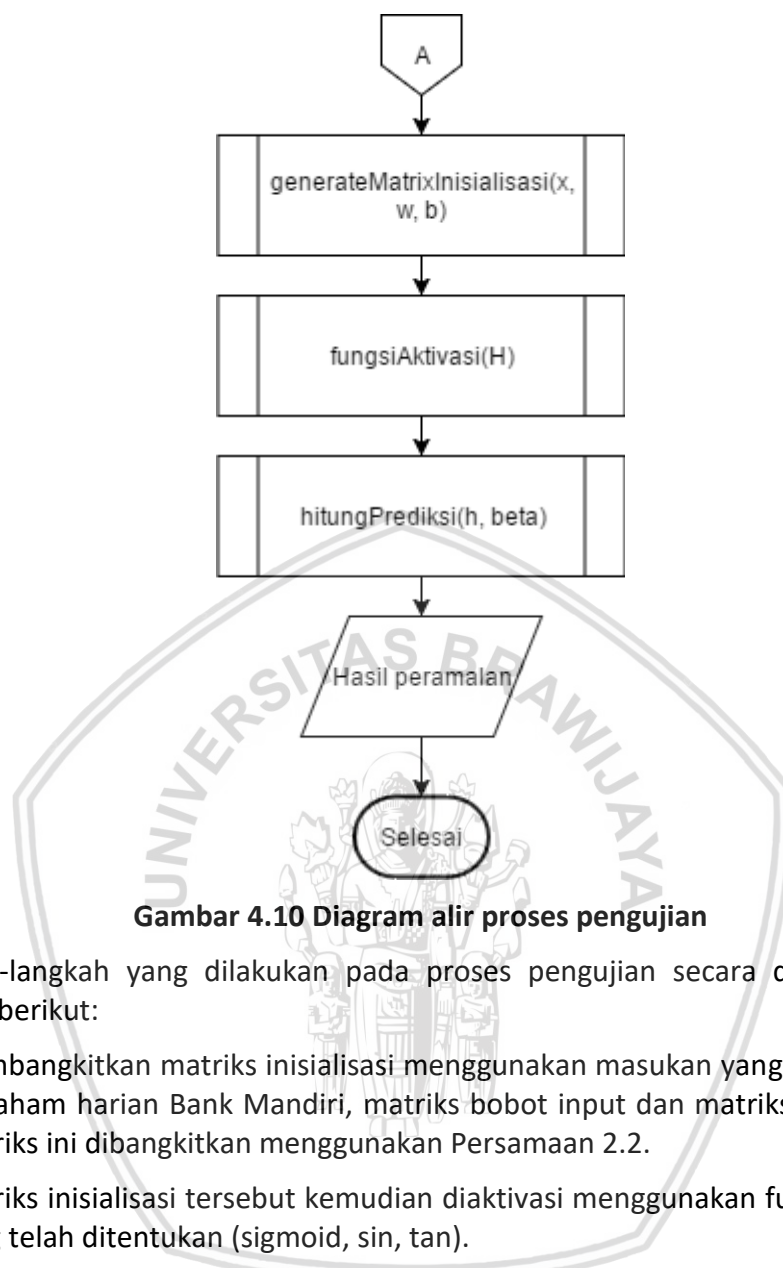 A
generateMatrixInisialisasi(x,
w, b)
fungsiAktivasi(H)
hitungPrediksi(h, beta)
Hasil peramalan
Selesai
UNIVERSITAS BRAWIJAYA
Gambar 4.10 Diagram alir proses pengujian
-langkah yang dilakukan pada proses pengujian secara
berikut:
mbangkitkan matriks inisialisasi menggunakan masukan yang
aham harian Bank Mandiri, matriks bobot input dan matriks
riks ini dibangkitkan menggunakan Persamaan 2.2.
riks inisialisasi tersebut kemudian diaktivasi menggunakan fu
telah ditentukan (sigmoid, sin, tan).